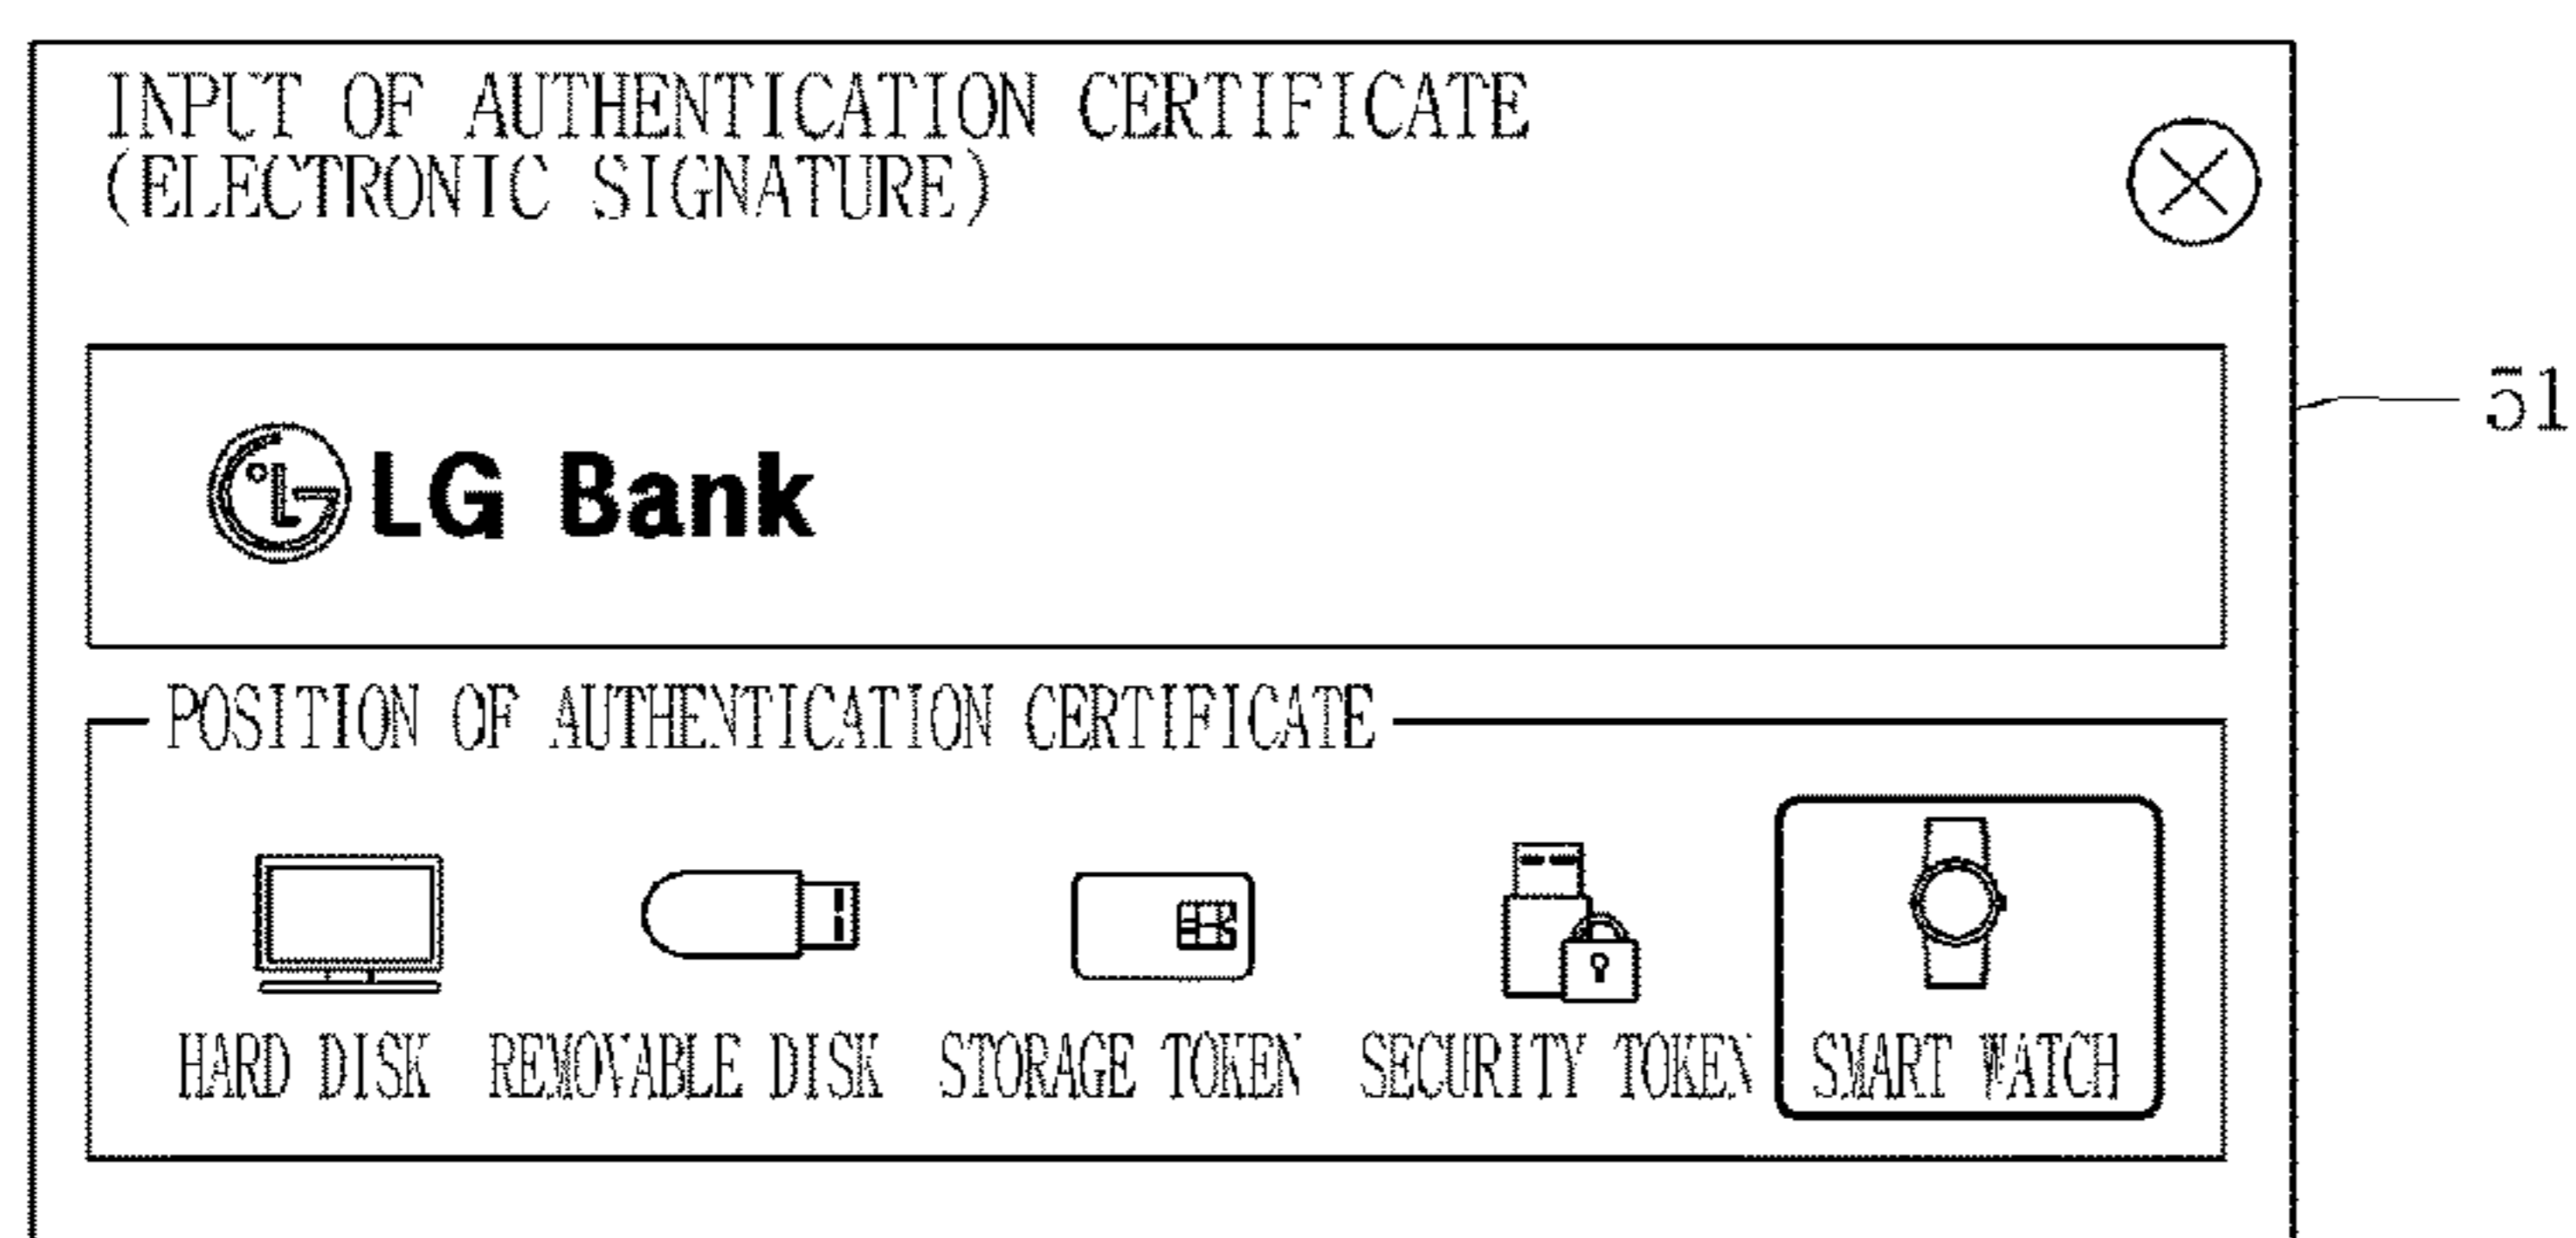 INPUT OF AUTHENTICATION CERTIFICATE
(ELECTRONIC SIGNATURE)
51
LG Bank
POSITION OF AUTHENTICATION CERTIFICATE
HARD DISK REMOVABLE DISK STORAGE TOKEN SECURITY TOKEN SMART WATCH